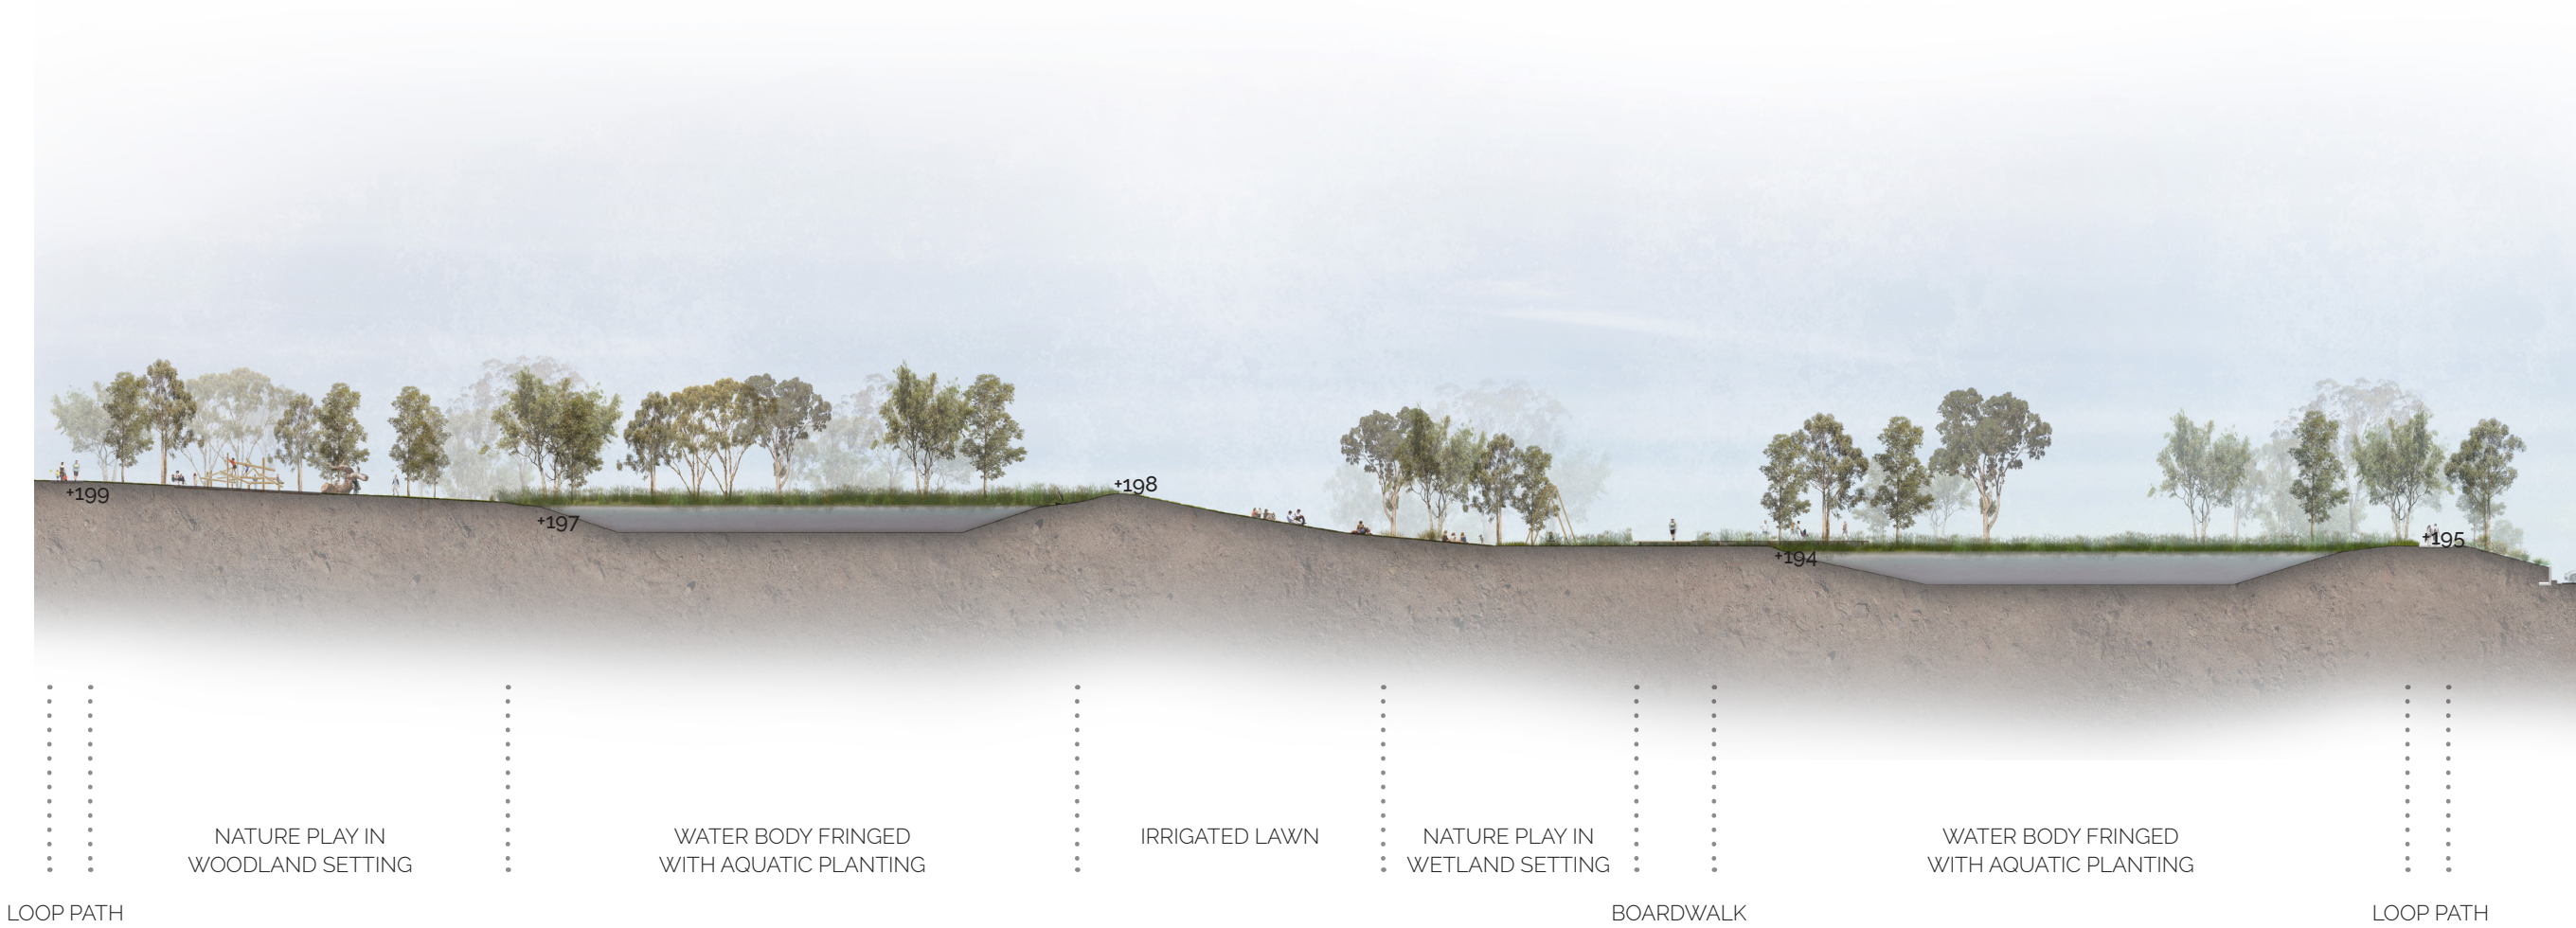 +199
+197
+198
+194
+195
NATURE PLAY IN
WOODLAND SETTING
WATER BODY FRINGED
WITH AQUATIC PLANTING
IRRIGATED LAWN
NATURE PLAY IN
WETLAND SETTING
WATER BODY FRINGED
WITH AQUATIC PLANTING
LOOP PATH
BOARDWALK
LOOP PATH